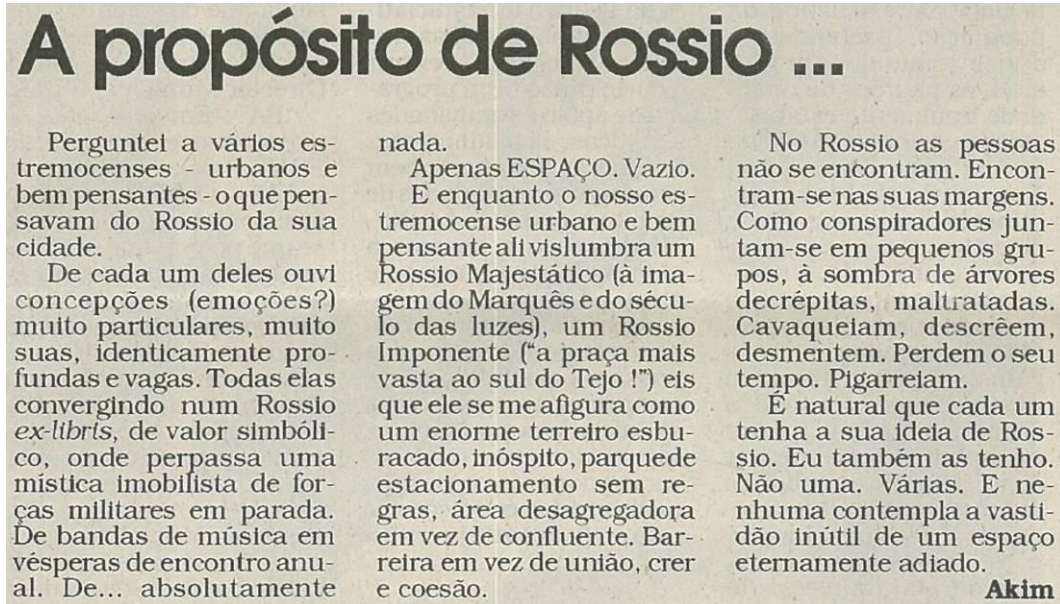 A propósito de Rossio ...
Perguntei a vários es-
tremocenses - urbanos e
bem pensantes - o que pen-
savam do Rossio da sua
cidade.
De cada um deles ouvi
concepções (emoções?)
muito particulares, muito
suas, identicamente pro-
fundas e vagas. Todas elas
convergindo num Rossio
ex-libris, de valor simbóli-
co, onde perpassa uma
mística imobilista de for-
ças militares em parada.
De bandas de música em
vésperas de encontro anu-
al. De... absolutamente
nada.
Apenas ESPAÇO. Vazio.
E enquanto o nosso es-
tremocense urbano e bem
pensante ali vislumbra um
Rossio Majestático (à ima-
gem do Marquês e do sécu-
lo das luzes), um Rossio
Imponente ("a praça mais
vasta ao sul do Tejo !") eis
que ele se me afigura como
um enorme terreiro esbu-
racado, inóspito, parque de
estacionamento sem re-
gras, área desagregadora
em vez de confluente. Bar-
reira em vez de união, crer
e coesão.
No Rossio as pessoas
não se encontram. Encon-
tram-se nas suas margens.
Como conspiradores jun-
tam-se em pequenos gru-
pos, à sombra de árvores
decrépitas, maltratadas.
Cavaqueiam, descrêem,
desmentem. Perdem o seu
tempo. Pigarreiam.
É natural que cada um
tenha a sua ideia de Ros-
sio. Eu também as tenho.
Não uma. Várias. E ne-
nhuma contempla a vasti-
dão inútil de um espaço
eternamente adiado.
Akim